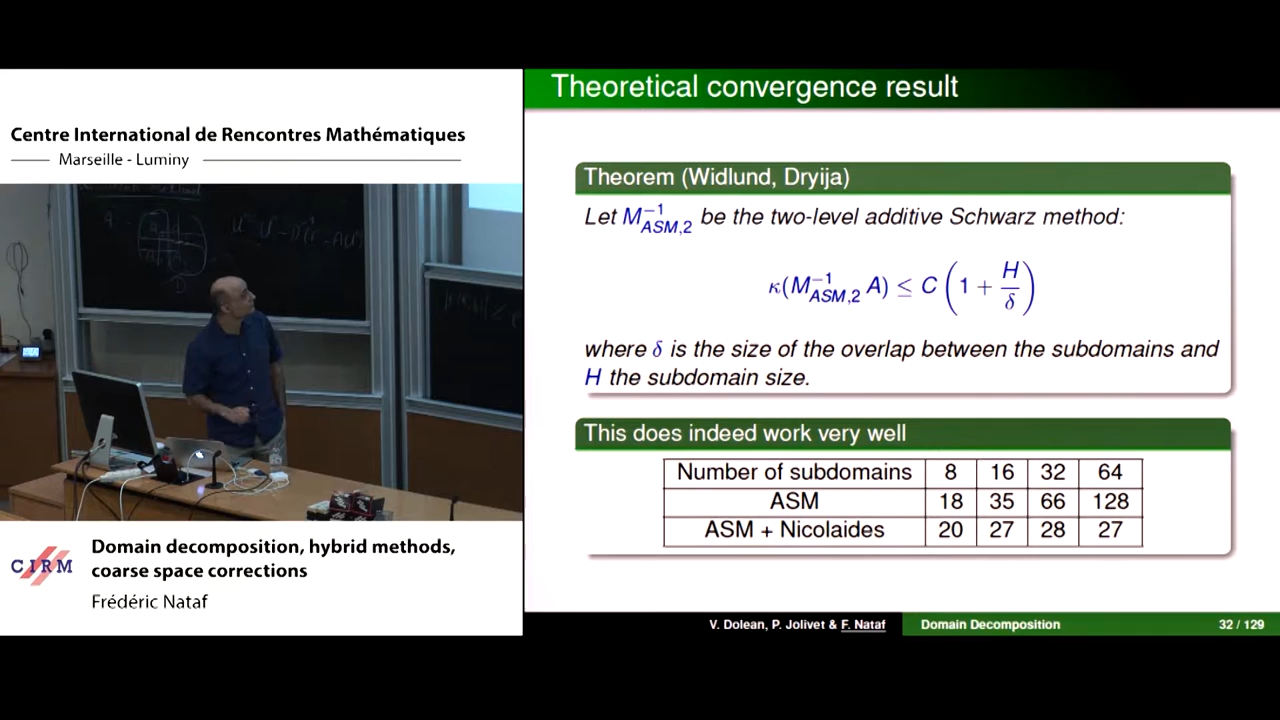 Centre International de Rencontres Mathématiques
Marseille - Luminy
CIRM
Domain decomposition, hybrid methods,
coarse space corrections
Frédéric Nataf
Theoretical convergence result
Theorem (Widlund, Dryija)
Let M⁻¹_{ASM,2} be the two-level additive Schwarz method:
κ(M⁻¹_{ASM,2} A) ≤ C (1 + H/δ)
where δ is the size of the overlap between the subdomains and
H the subdomain size.
This does indeed work very well
Number of subdomains 8 16 32 64
ASM 18 35 66 128
ASM + Nicolaides 20 27 28 27
V. Dolean, P. Jolivet & F. Nataf Domain Decomposition 32 / 129